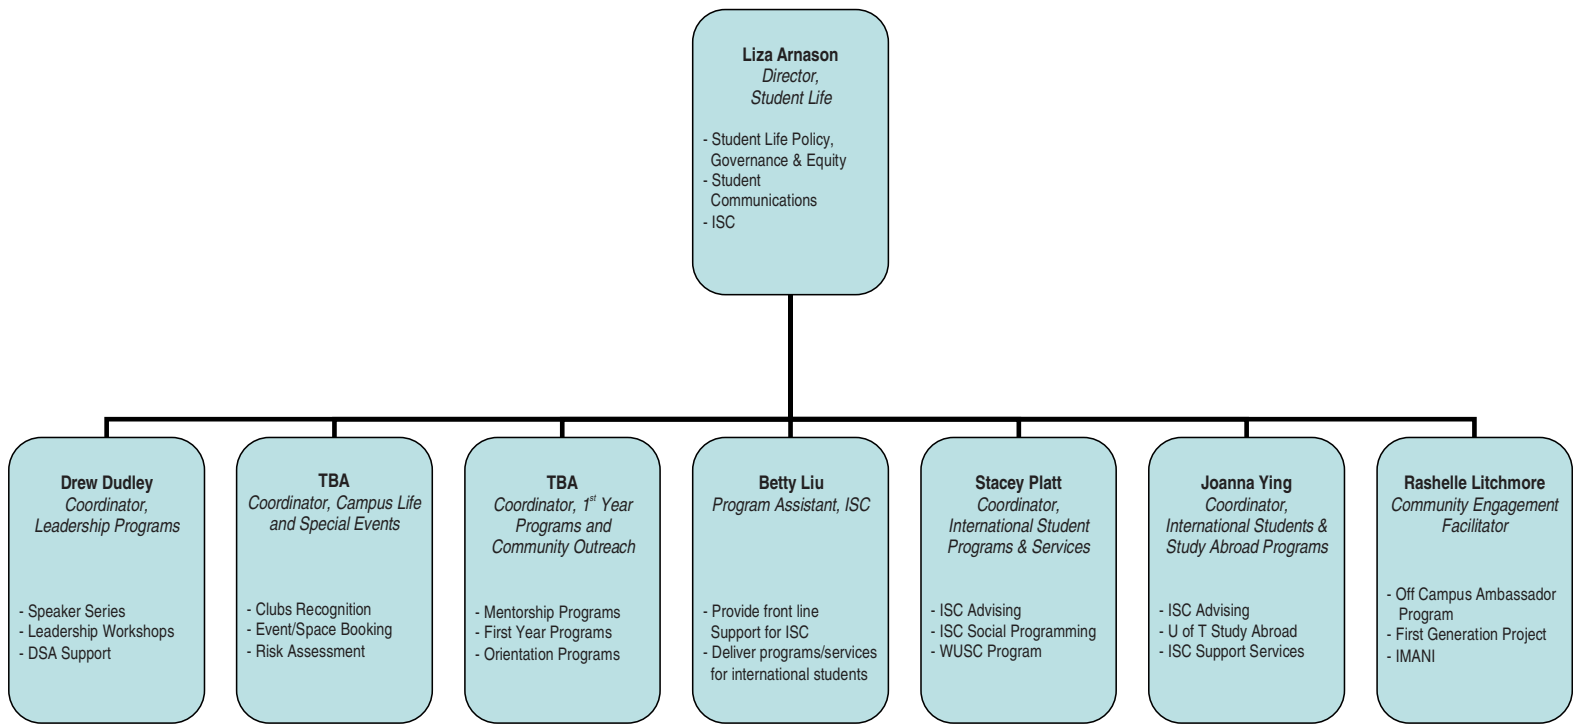 Liza Arnason
Director,
Student Life
- Student Life Policy,
Governance & Equity
- Student
Communications
- ISC
Drew Dudley
Coordinator,
Leadership Programs
- Speaker Series
- Leadership Workshops
- DSA Support
TBA
Coordinator, Campus Life
and Special Events
- Clubs Recognition
- Event/Space Booking
- Risk Assessment
TBA
Coordinator, 1st Year
Programs and
Community Outreach
- Mentorship Programs
- First Year Programs
- Orientation Programs
Betty Liu
Program Assistant, ISC
- Provide front line
Support for ISC
- Deliver programs/services
for international students
Stacey Platt
Coordinator,
International Student
Programs & Services
- ISC Advising
- ISC Social Programming
- WUSC Program
Joanna Ying
Coordinator,
International Students &
Study Abroad Programs
- ISC Advising
- U of T Study Abroad
- ISC Support Services
Rashelle Litchmore
Community Engagement
Facilitator
- Off Campus Ambassador
Program
- First Generation Project
- IMANI